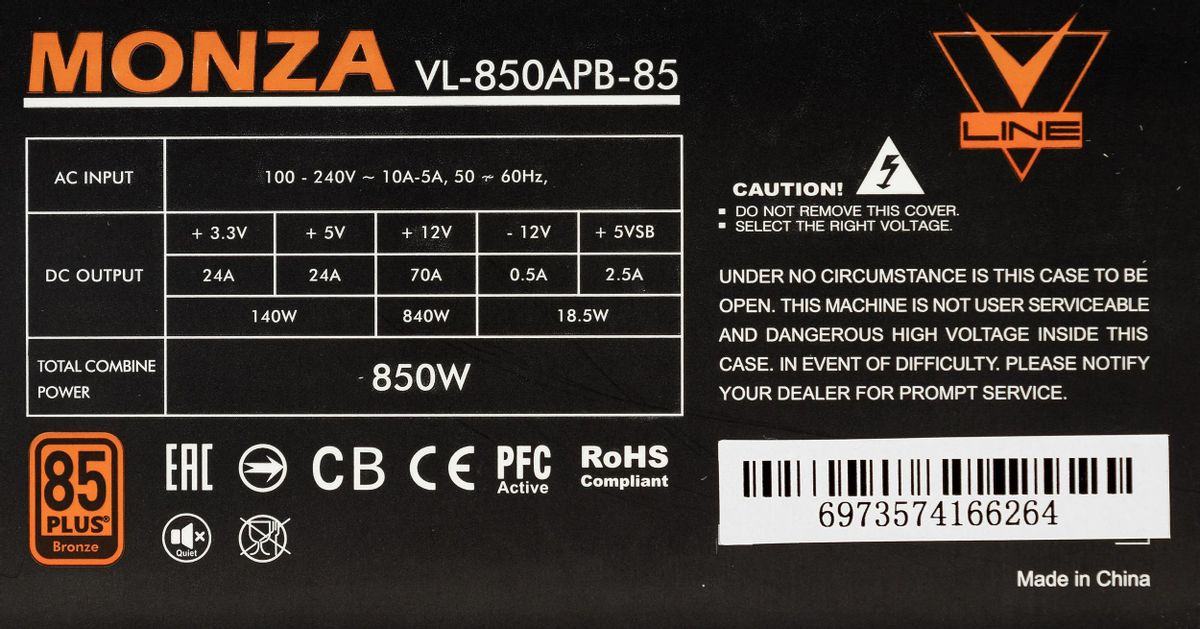 MONZA VL-850APB-85
V
LINE
AC INPUT 100 - 240V ~ 10A-5A, 50 ~ 60Hz,
DC OUTPUT
+ 3.3V + 5V + 12V - 12V + 5VSB
24A 24A 70A 0.5A 2.5A
140W 840W 18.5W
TOTAL COMBINE
POWER
850W
CAUTION!
▪ DO NOT REMOVE THIS COVER.
▪ SELECT THE RIGHT VOLTAGE.
UNDER NO CIRCUMSTANCE IS THIS CASE TO BE
OPEN. THIS MACHINE IS NOT USER SERVICEABLE
AND DANGEROUS HIGH VOLTAGE INSIDE THIS
CASE. IN EVENT OF DIFFICULTY. PLEASE NOTIFY
YOUR DEALER FOR PROMPT SERVICE.
85
PLUS®
Bronze
EAC CB CE
PFC
Active
RoHS
Compliant
Quiet
6973574166264
Made in China